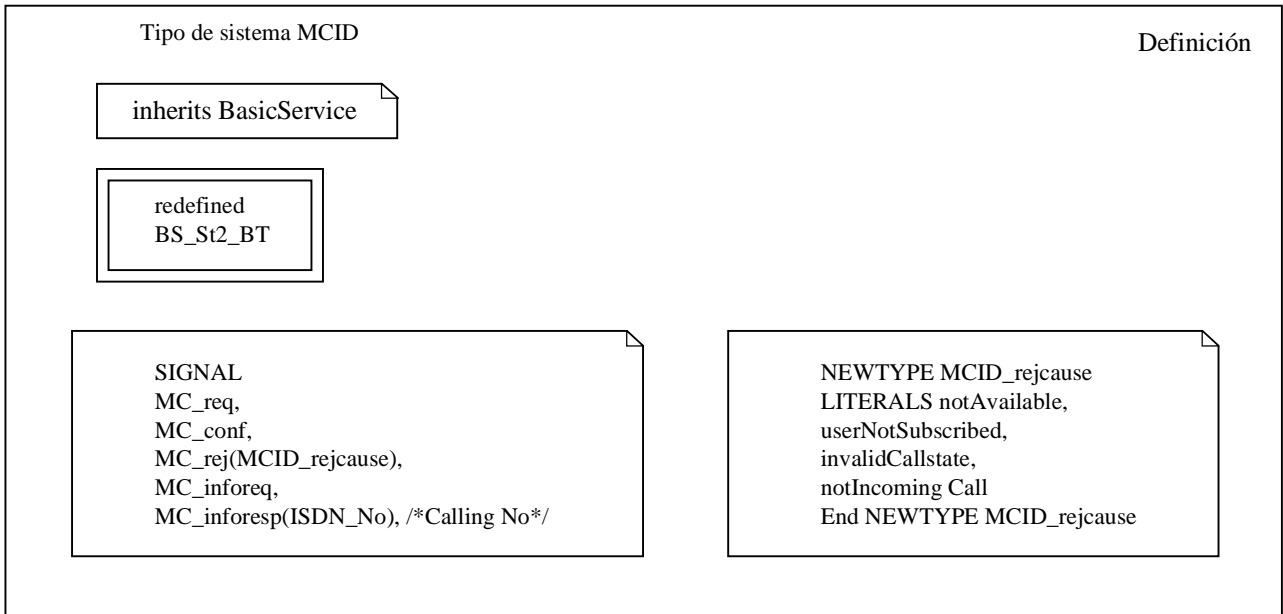 Tipo de sistema MCID
Definición
inherits BasicService
redefined
BS_St2_BT
SIGNAL
MC_req,
MC_conf,
MC_rej(MCID_rejcause),
MC_inforeq,
MC_inforesp(ISDN_No), /*Calling No*/
NEWTYPE MCID_rejcause
LITERALS notAvailable,
userNotSubscribed,
invalidCallstate,
notIncoming Call
End NEWTYPE MCID_rejcause